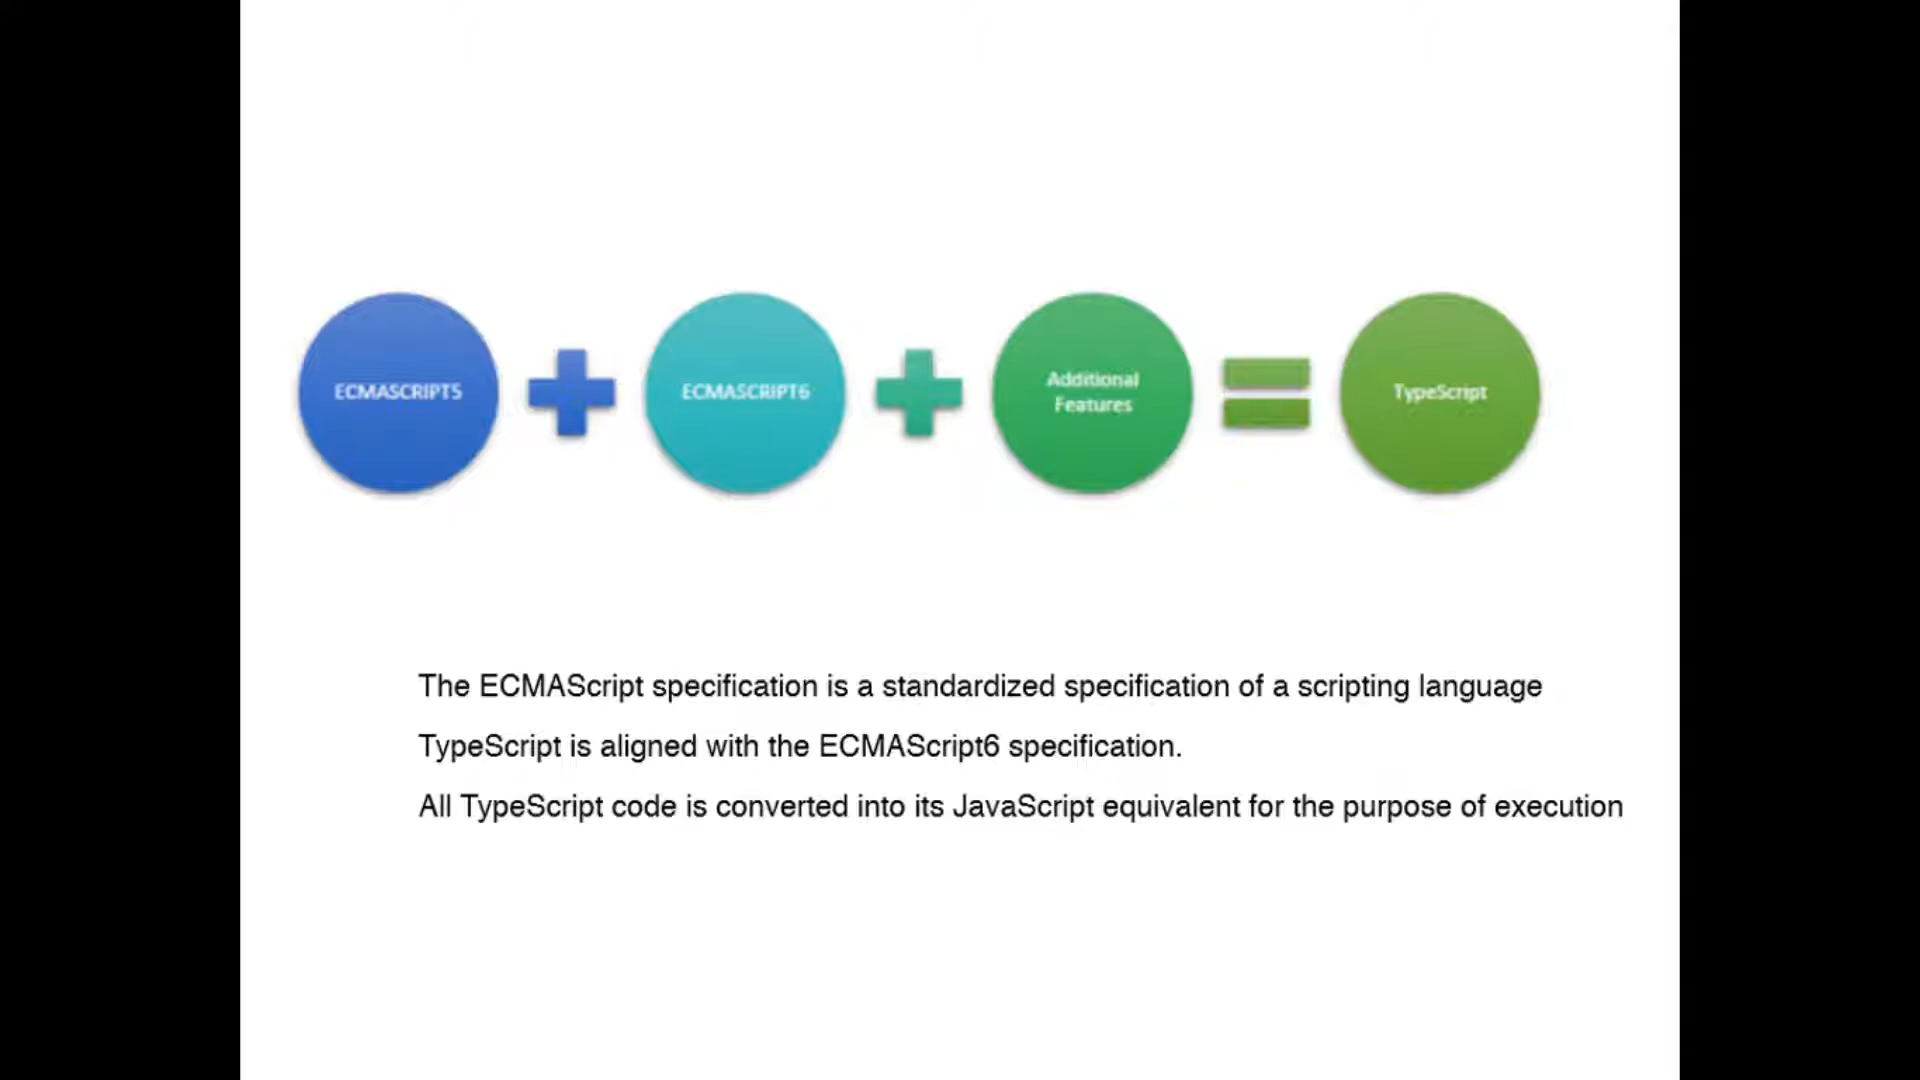 ECMASCRIPT5
ECMASCRIPT6
Additional
Features
TypeScript
The ECMAScript specification is a standardized specification of a scripting language
TypeScript is aligned with the ECMAScript6 specification.
All TypeScript code is converted into its JavaScript equivalent for the purpose of execution